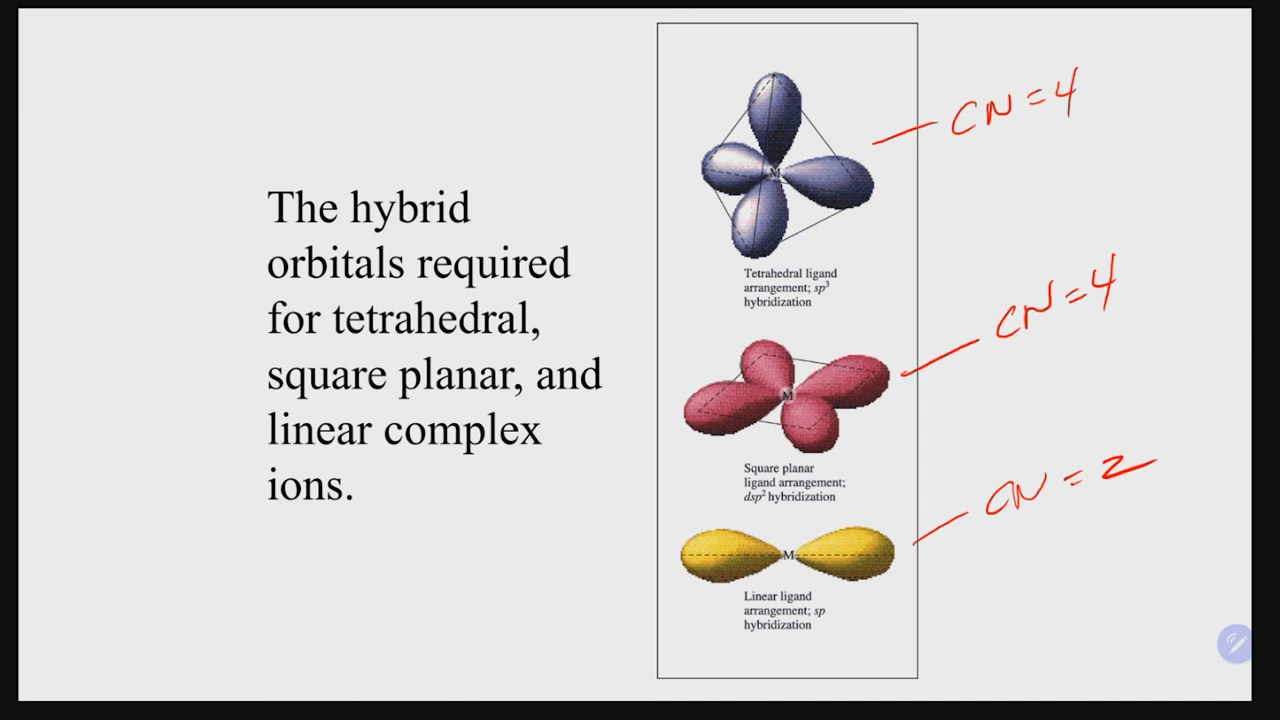 The hybrid
orbitals required
for tetrahedral,
square planar, and
linear complex
ions.
M
Tetrahedral ligand
arrangement; sp³
hybridization
CN = 4
M
Square planar
ligand arrangement;
dsp² hybridization
CN = 4
M
Linear ligand
arrangement; sp
hybridization
CN = 2